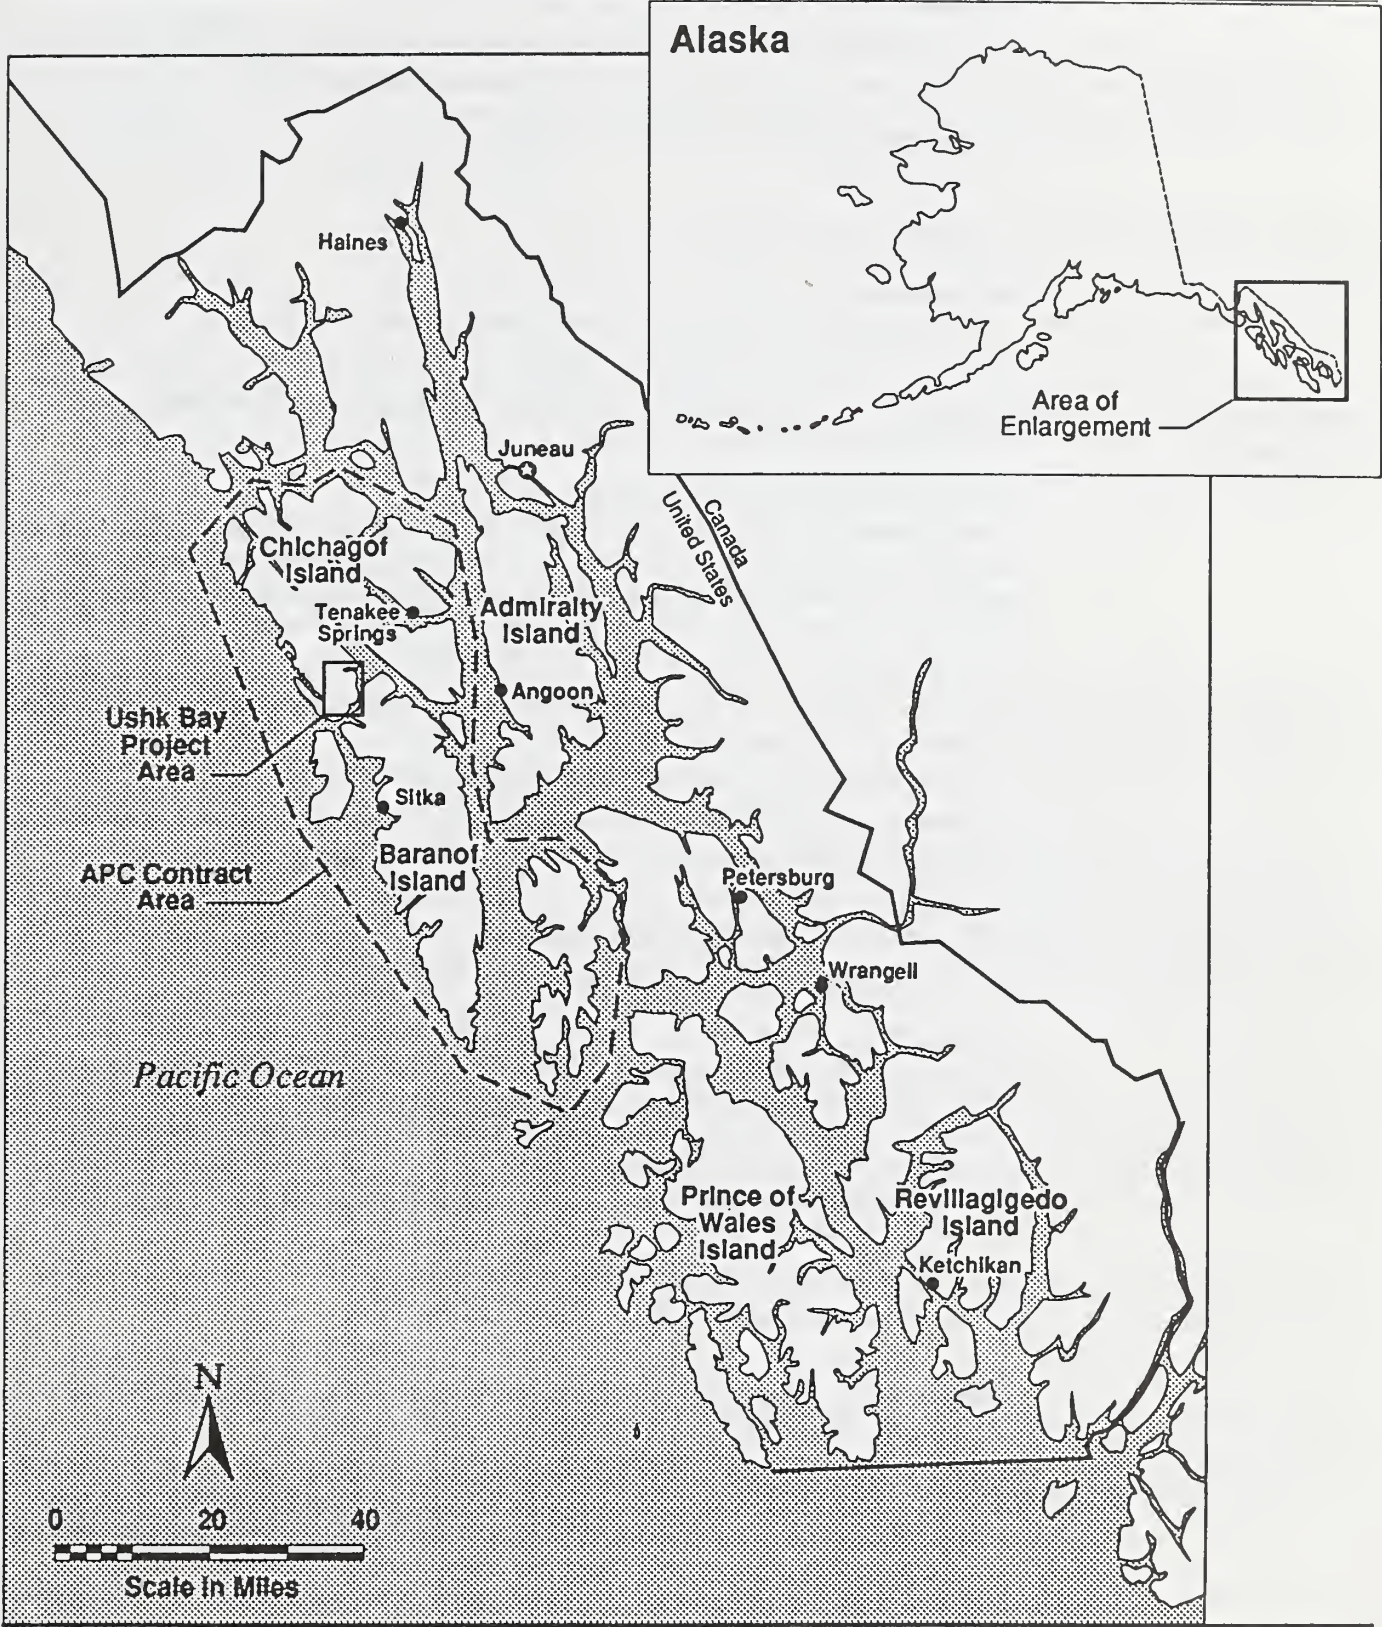 Alaska
Area of
Enlargement
Haines
Juneau
Canada
United States
Chichagof
Island
Tenakee
Springs
Admiralty
Island
Angoon
Ushk Bay
Project
Area
Sitka
Baranof
Island
APC Contract
Area
Petersburg
Wrangell
Pacific Ocean
Prince of
Wales
Island
Revillagigedo
Island
Ketchikan
N
0 20 40
Scale in Miles